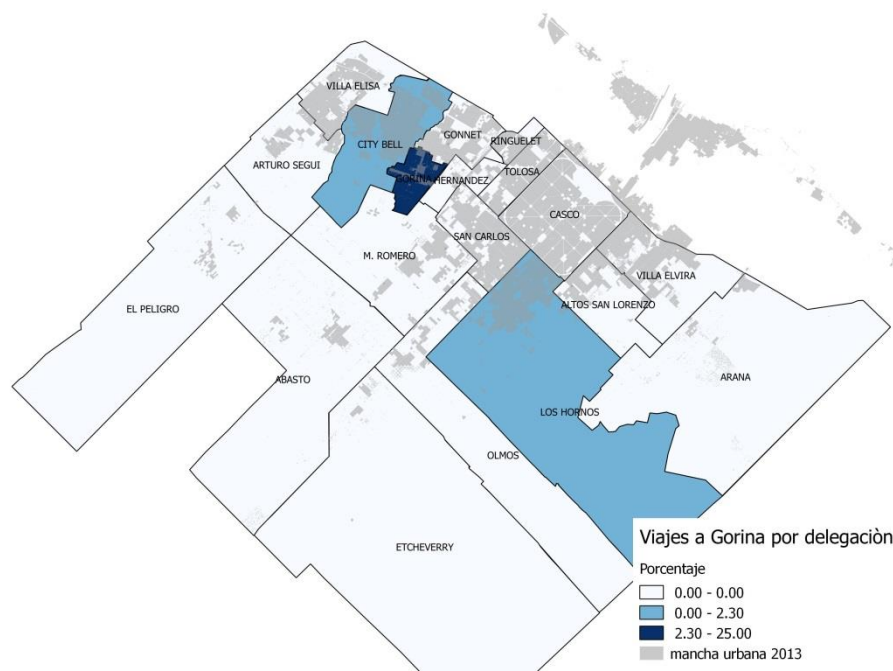 VILLA ELISA
GONNET
CITY BELL
RINGUELET
ARTURO SEGUI
TOLOSA
GORINA
HERNANDEZ
CASCO
SAN CARLOS
M. ROMERO
VILLA ELVIRA
ALTOS SAN LORENZO
EL PELIGRO
ARANA
ABASTO
LOS HORNOS
OLMOS
ETCHEVERRY
Viajes a Gorina por delegaciòn
Porcentaje
0.00 - 0.00
0.00 - 2.30
2.30 - 25.00
mancha urbana 2013